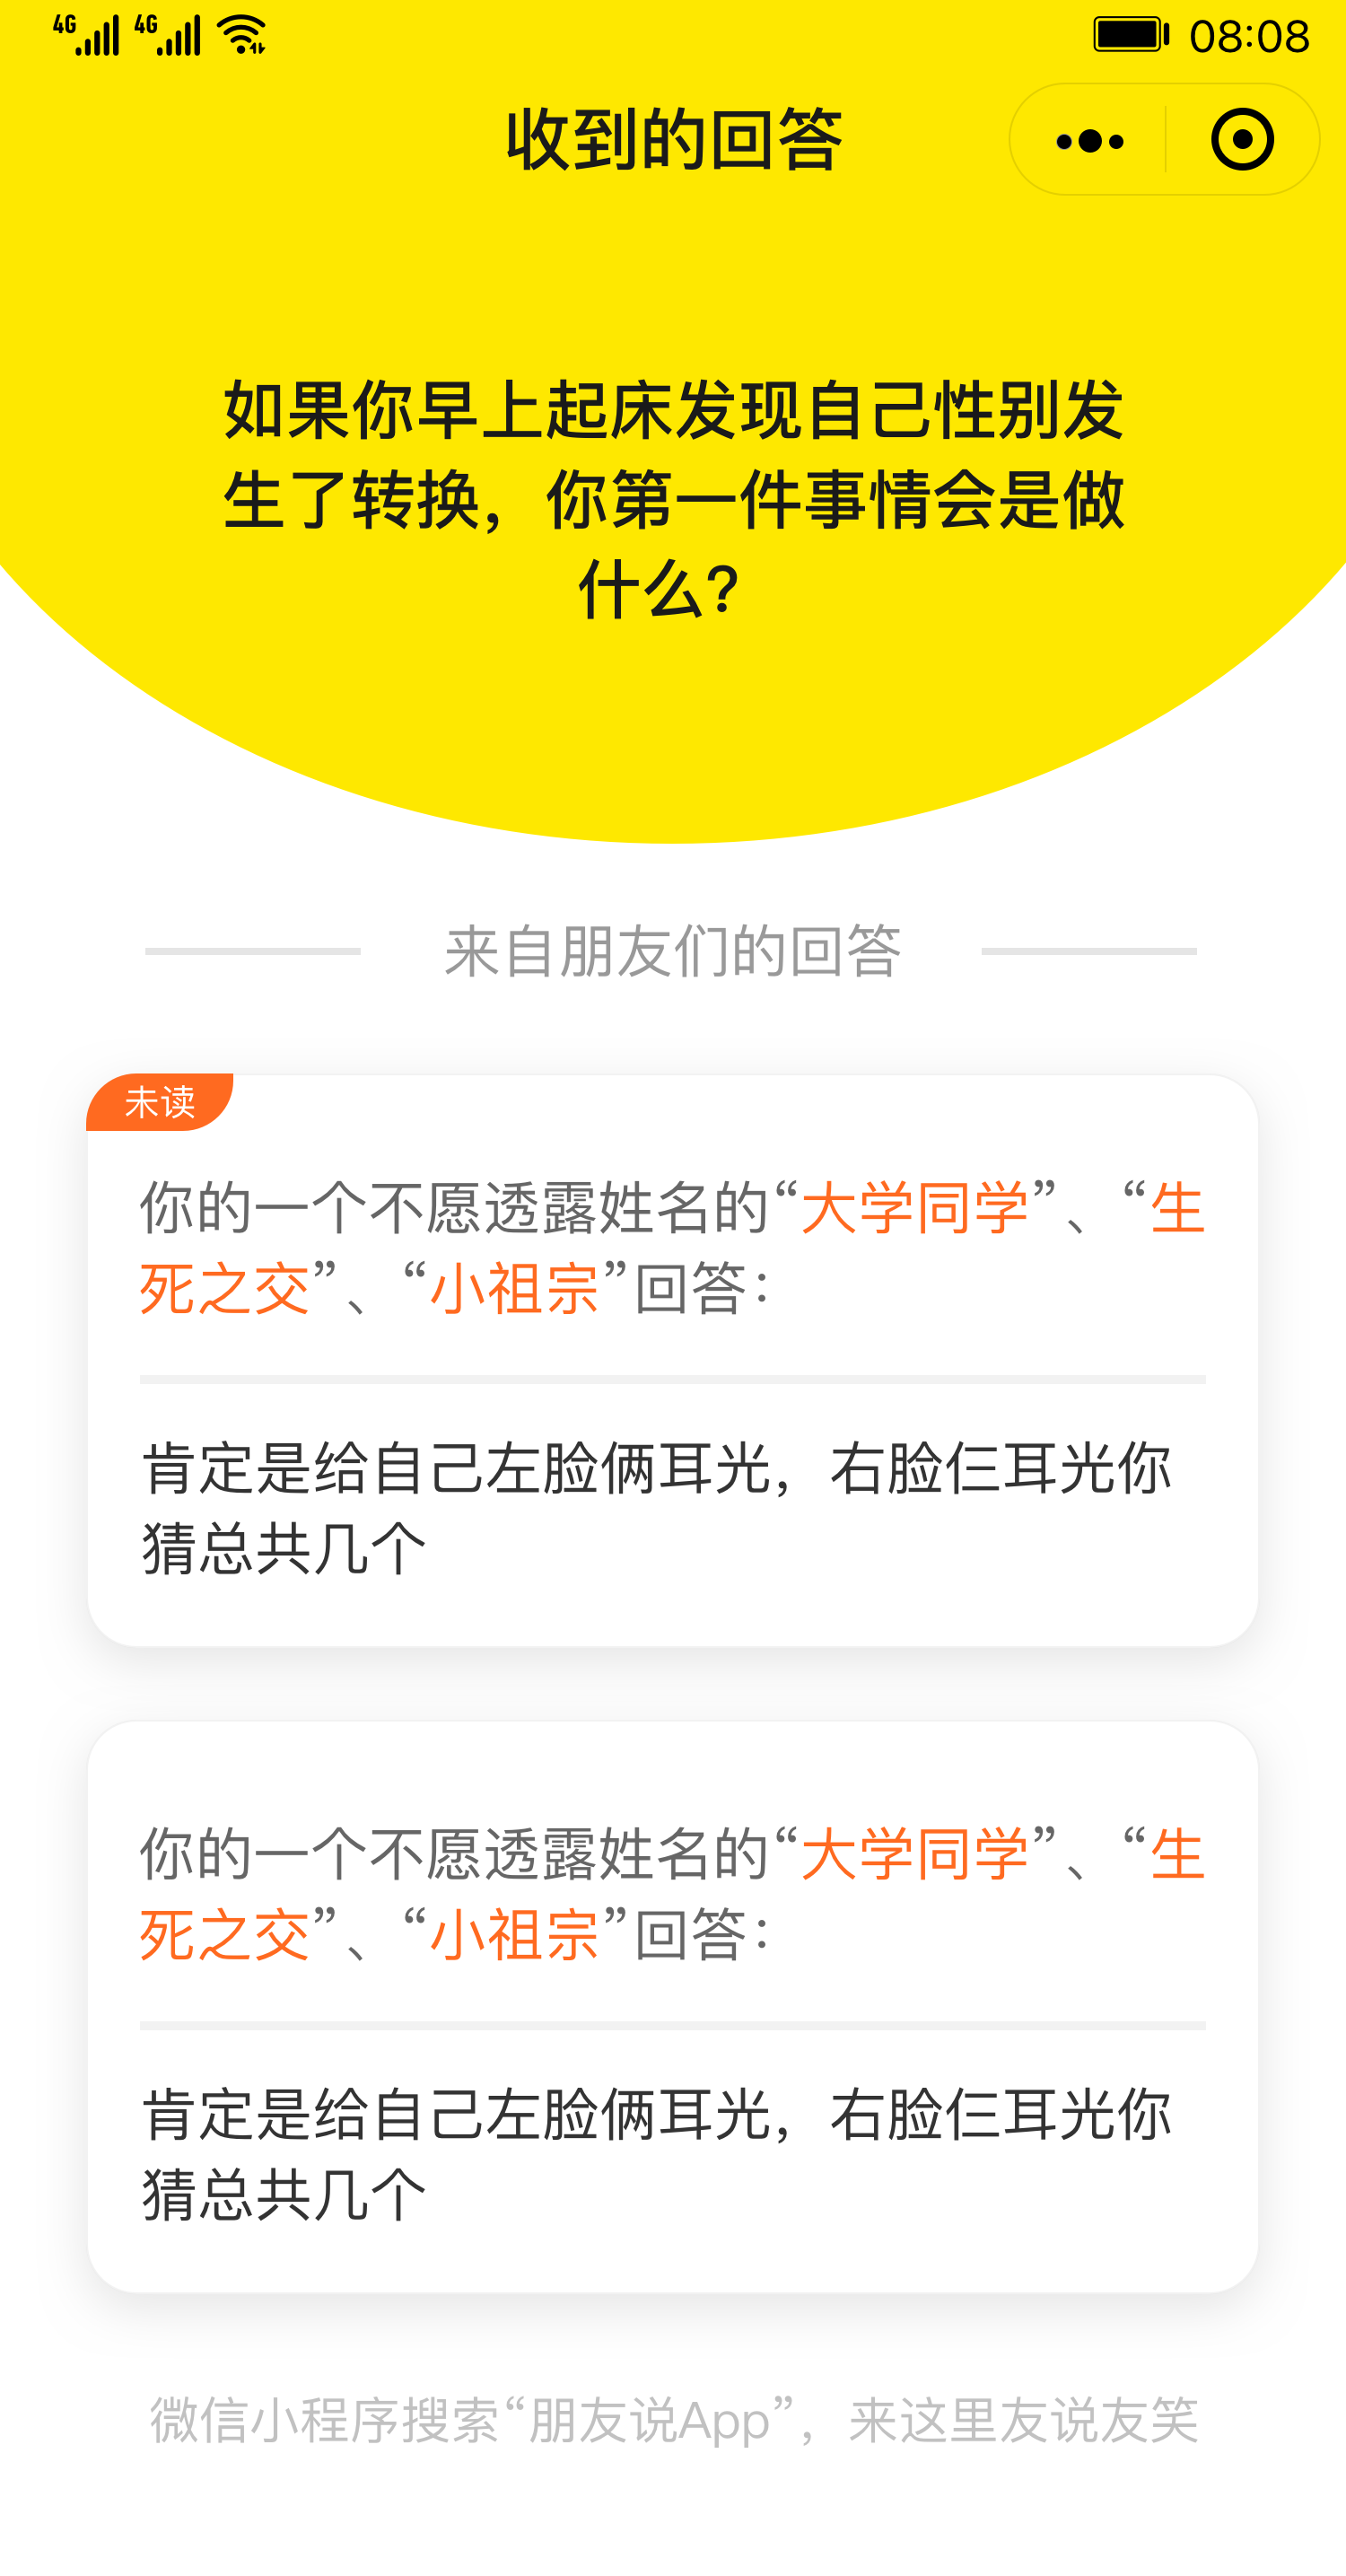 4G 4G 08:08
收到的回答
如果你早上起床发现自己性别发
生了转换，你第一件事情会是做
什么?
来自朋友们的回答
未读
你的一个不愿透露姓名的“大学同学”、“生
死之交”、“小祖宗”回答：
肯定是给自己左脸俩耳光，右脸仨耳光你
猜总共几个
你的一个不愿透露姓名的“大学同学”、“生
死之交”、“小祖宗”回答：
肯定是给自己左脸俩耳光，右脸仨耳光你
猜总共几个
微信小程序搜索“朋友说App”，来这里友说友笑